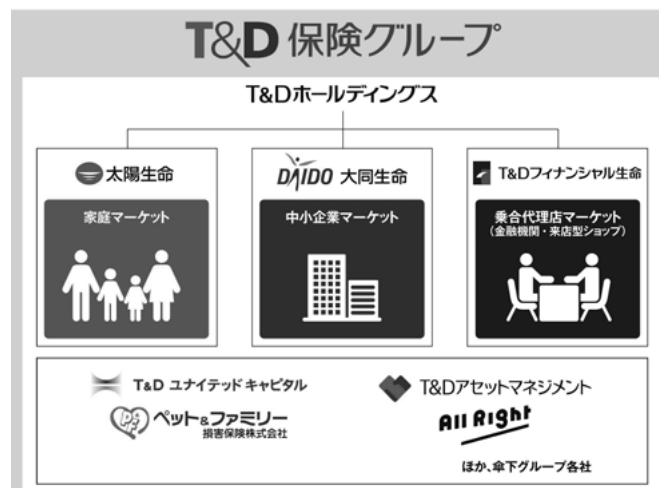 T&D 保険グループ
T&Dホールディングス
太陽生命
DAIDO 大同生命
T&Dフィナンシャル生命
家庭マーケット
中小企業マーケット
乗合代理店マーケット
(金融機関・来店型ショップ)
T&D ユナイテッドキャピタル
T&Dアセットマネジメント
ペット&ファミリー
損害保険株式会社
All Right
ほか、傘下グループ各社